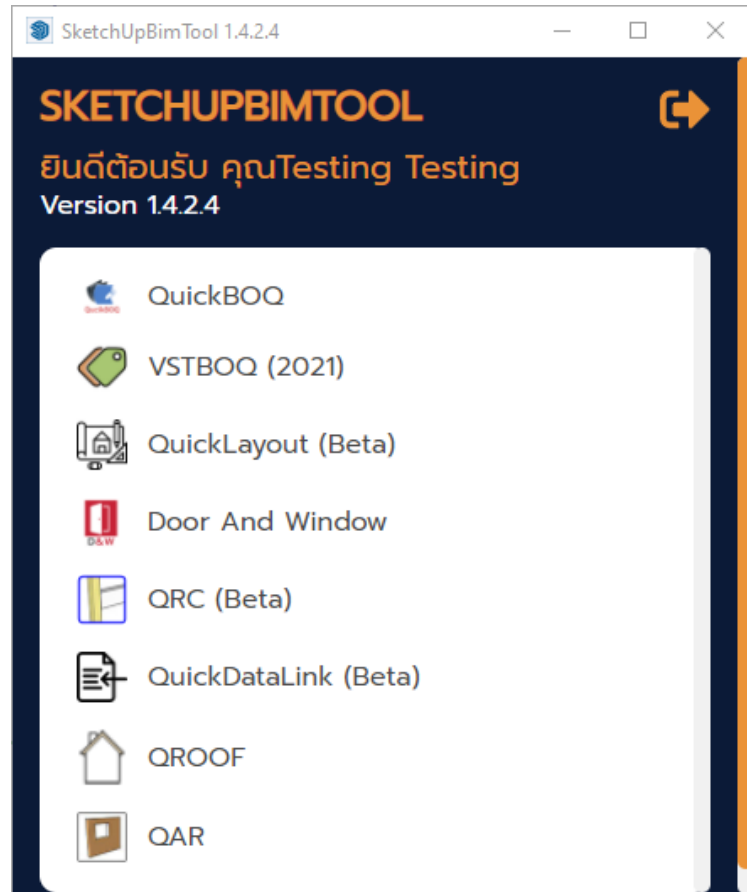 SketchUpBimTool 1.4.2.4
SKETCHUPBIMTOOL
ยินดีต้อนรับ คุณTesting Testing
Version 1.4.2.4
QuickBOQ
QuickBOQ
VSTBOQ (2021)
QuickLayout (Beta)
Door And Window
D&W
QRC (Beta)
QuickDataLink (Beta)
QROOF
QAR